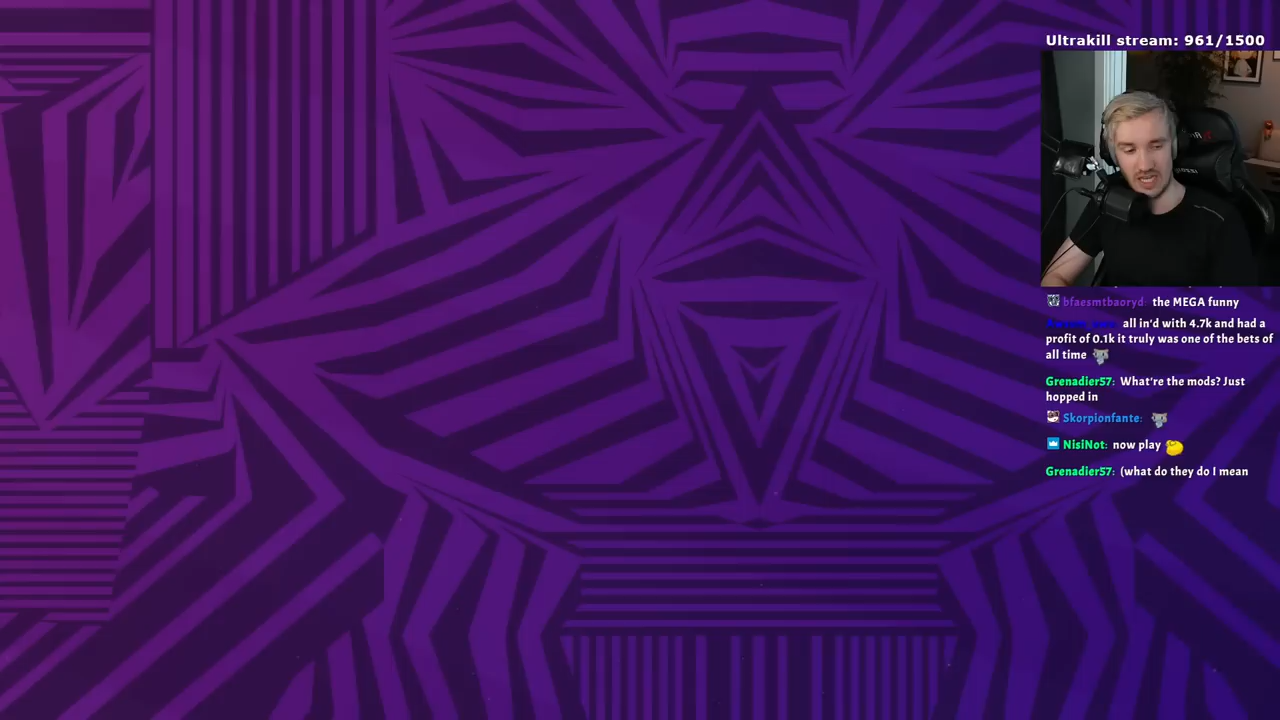 Ultrakill stream: 961/1500
bfaesmtbaoryd: the MEGA funny
all in'd with 4.7k and had a
profit of 0.1k it truly was one of the bets of
all time
Grenadier57: What're the mods? Just
hopped in
Skorpionfante:
NisiNot: now play
Grenadier57: (what do they do I mean